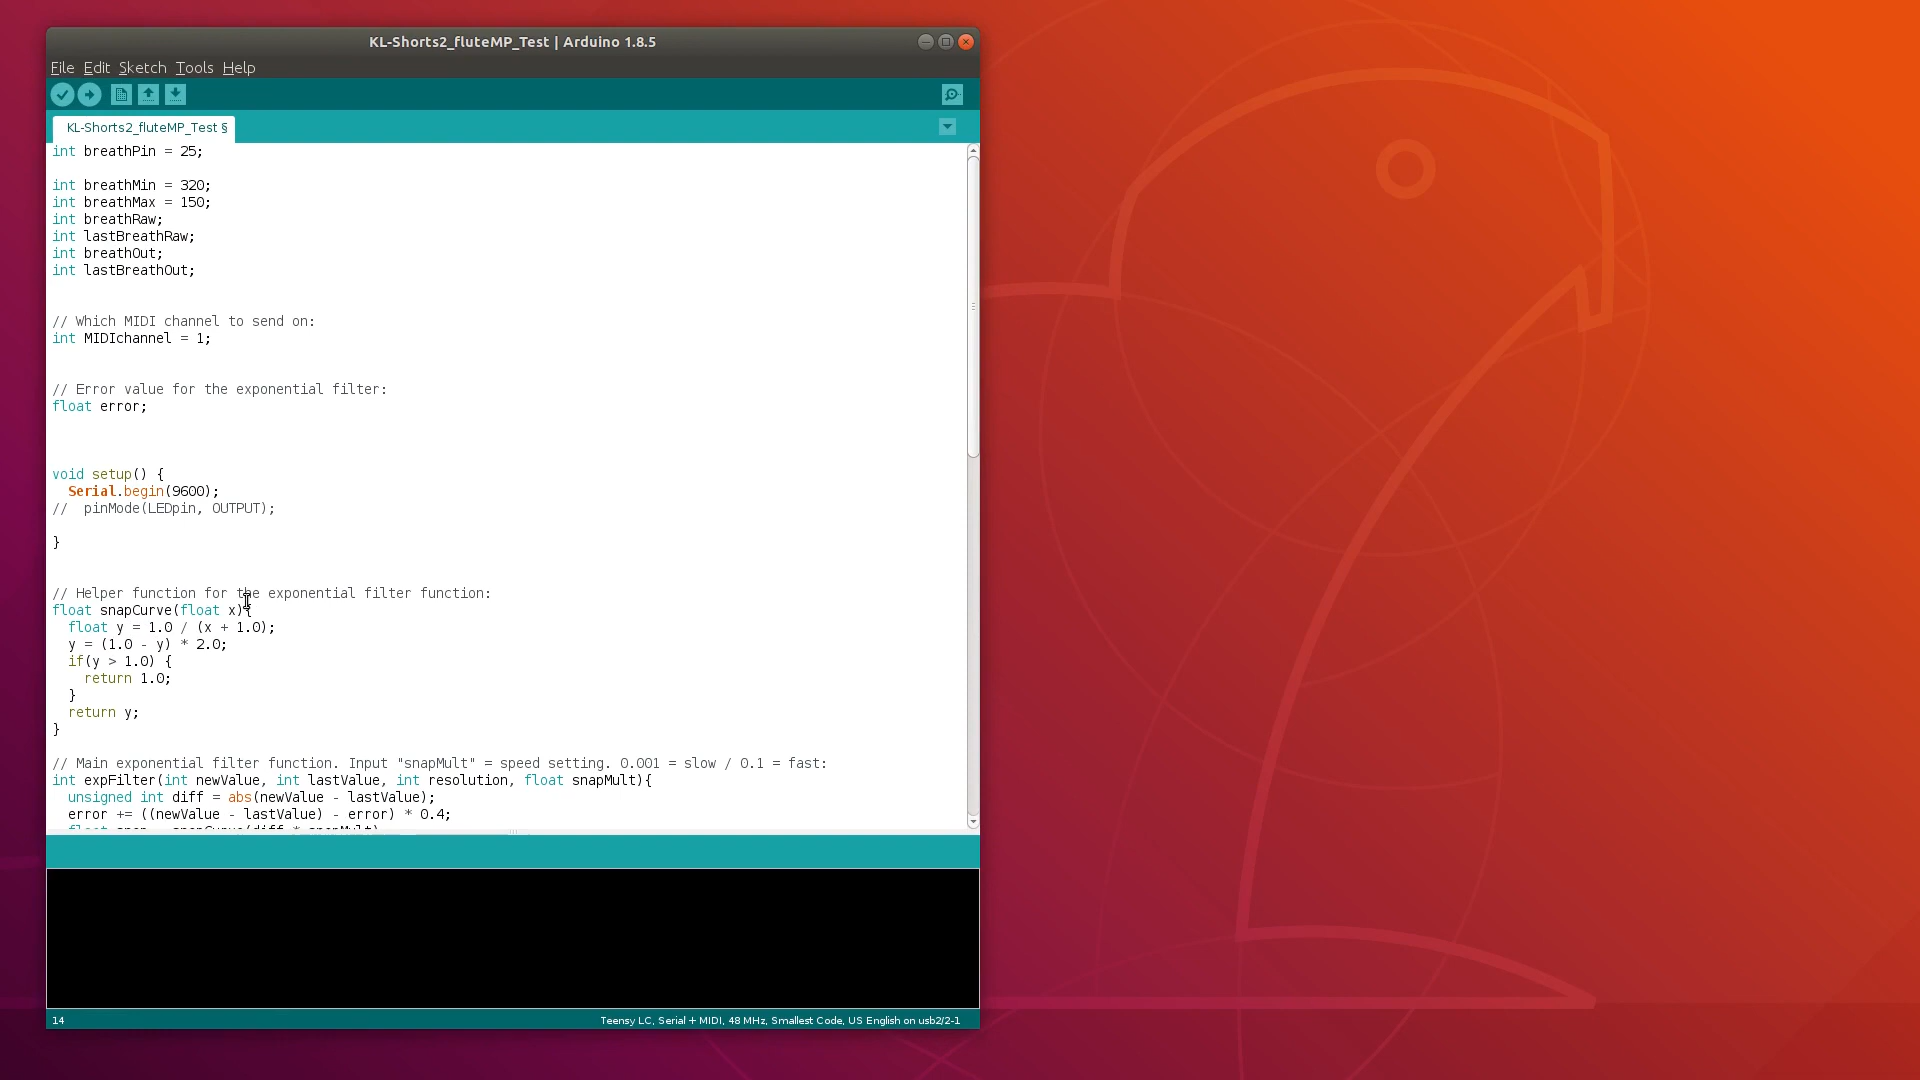 KL-Shorts2_fluteMP_Test | Arduino 1.8.5
File Edit Sketch Tools Help
KL-Shorts2_fluteMP_Test §
int breathPin = 25;
int breathMin = 320;
int breathMax = 150;
int breathRaw;
int lastBreathRaw;
int breathOut;
int lastBreathOut;
// Which MIDI channel to send on:
int MIDIchannel = 1;
// Error value for the exponential filter:
float error;
void setup() {
Serial.begin(9600);
//  pinMode(LEDpin, OUTPUT);
}
// Helper function for the exponential filter function:
float snapCurve(float x){
float y = 1.0 / (x + 1.0);
y = (1.0 - y) * 2.0;
if(y > 1.0) {
return 1.0;
}
return y;
}
// Main exponential filter function. Input "snapMult" = speed setting. 0.001 = slow / 0.1 = fast:
int expFilter(int newValue, int lastValue, int resolution, float snapMult){
unsigned int diff = abs(newValue - lastValue);
error += ((newValue - lastValue) - error) * 0.4;
float snap = snapCurve(diff * snapMult)
14
Teensy LC, Serial + MIDI, 48 MHz, Smallest Code, US English on usb2/2-1